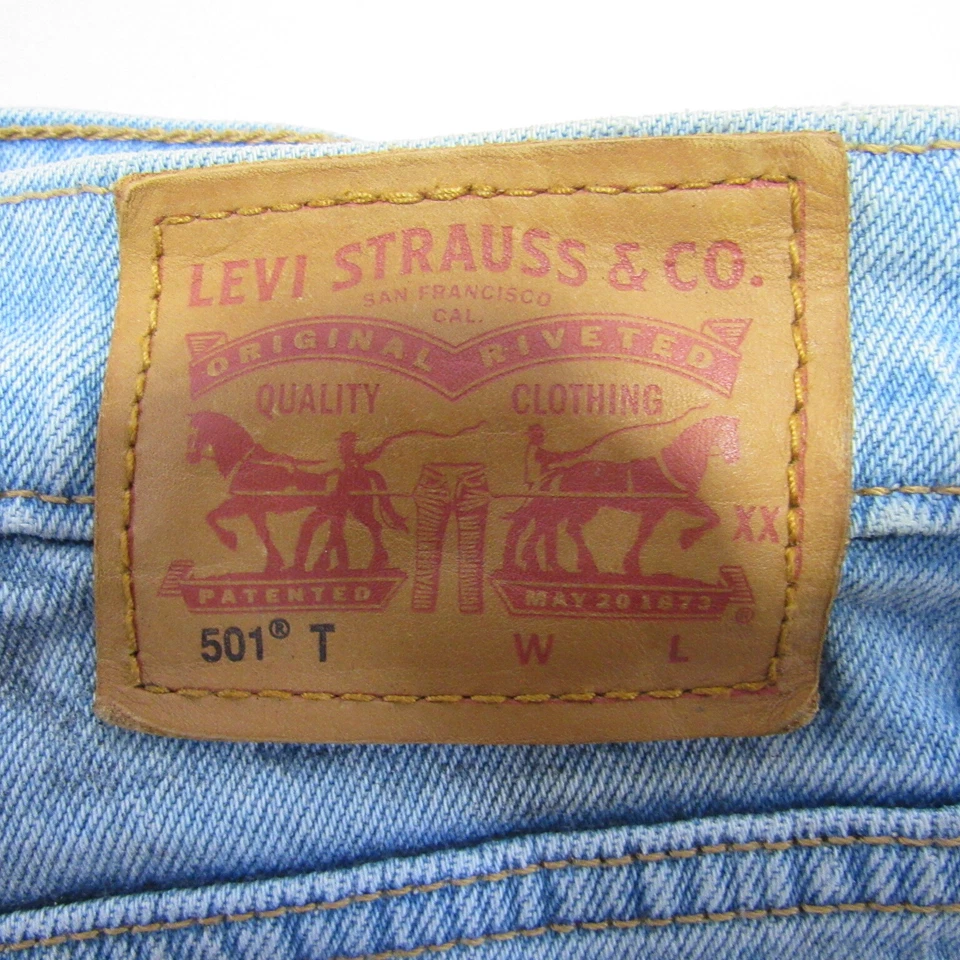 LEVI STRAUSS & CO.
SAN FRANCISCO
CAL.
ORIGINAL RIVETED
QUALITY CLOTHING
XX
PATENTED MAY 20 1873
®
501® T W L